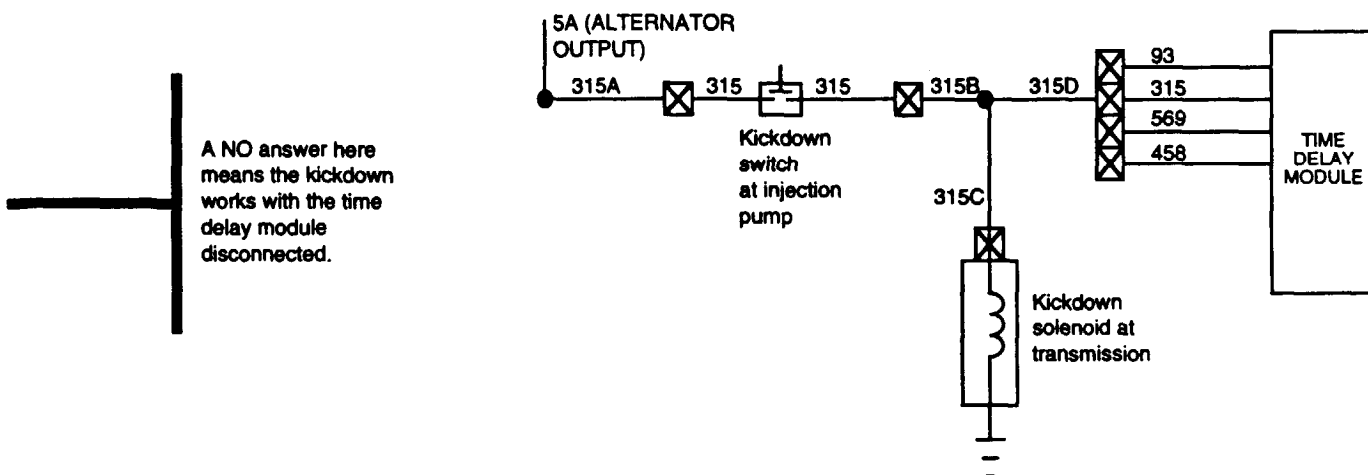 5A (ALTERNATOR
OUTPUT)
315A
315
315
315B
315D
93
315
569
458
TIME
DELAY
MODULE
A NO answer here
means the kickdown
works with the time
delay module
disconnected.
Kickdown
switch
at injection
pump
315C
Kickdown
solenoid at
transmission